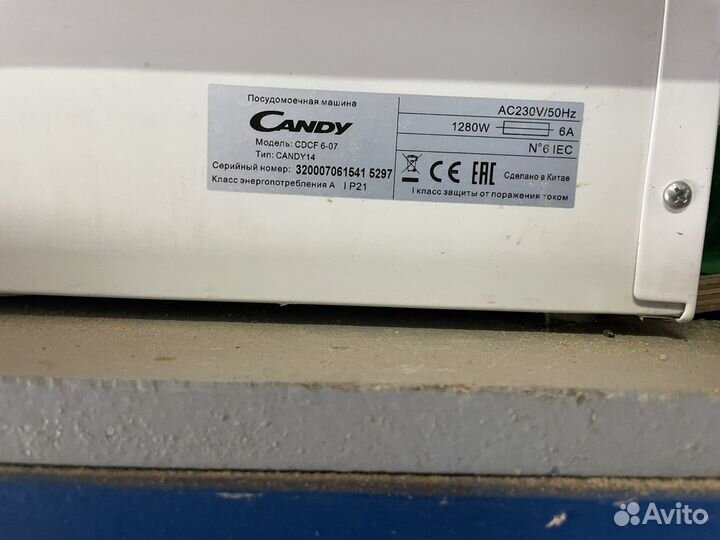 Посудомоечная машина
CANDY
Модель: CDCF 6-07
Тип: CANDY14
Серийный номер: 320007061541 5297
Класс энергопотребления А IP21
AC230V/50Hz
1280W 6A
N°6 IEC
CE EAC Сделано в Китае
I класс защиты от поражения током
Avito